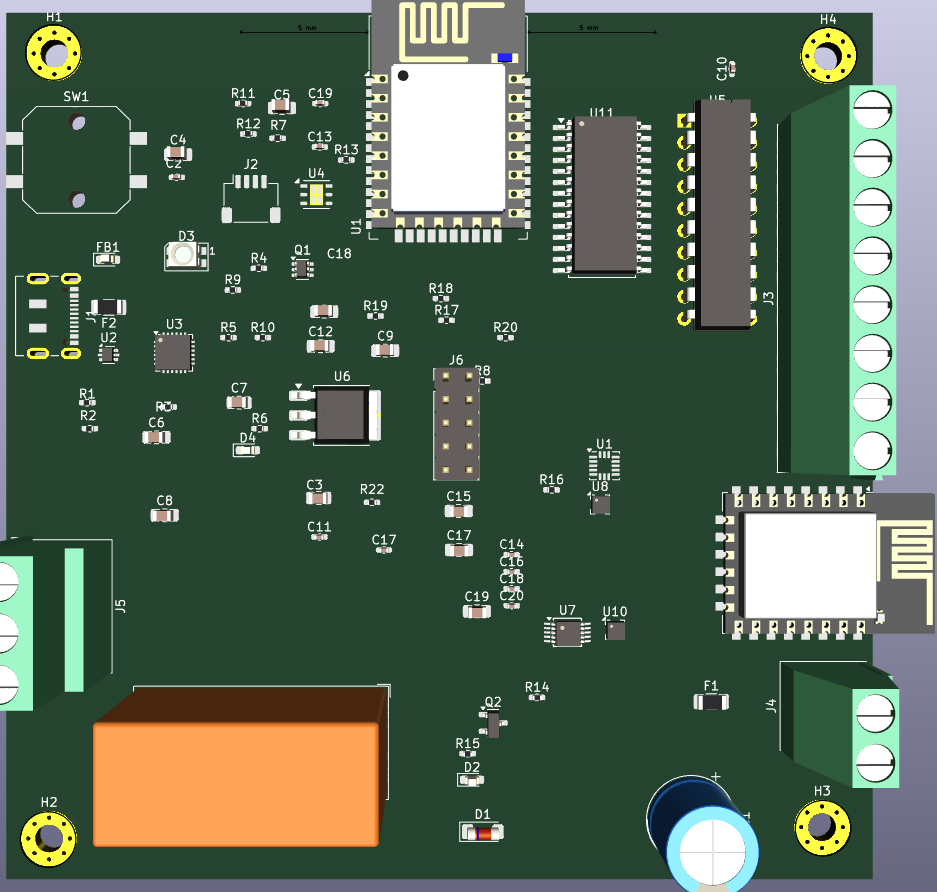 H1
5 mm
5 mm
H4
C10
SW1
R11
C5
C19
U5
R12
R7
U11
C4
C13
R13
C2
J2
U4
U1
D3
1
FB1
R4
Q1
C18
R9
R18
J3
J1
F2
R19
R17
U3
R5
R10
C12
C9
R20
U2
J6
R8
U6
R1
C7
R3
R2
R6
C6
D4
U1
C3
R22
R16
U8
C8
C15
C11
C17
C17
C14
C16
C18
C20
C19
J5
U7
U10
R14
F1
J4
Q2
R15
D2
+
H2
D1
H3